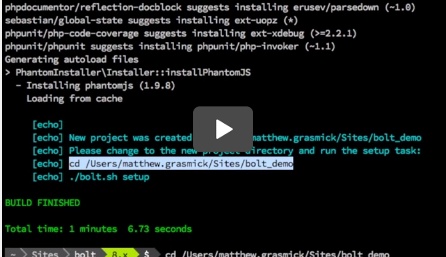 phpdocumentor/reflection-docblock suggests installing erusev/parsedown (~1.0)
sebastian/global-state suggests installing ext-uopz (*)
phpunit/php-code-coverage suggests installing ext-xdebug (>=2.2.1)
phpunit/phpunit suggests installing phpunit/php-invoker (~1.1)
Generating autoload files
> PhantomInstaller\Installer::installPhantomJS
- Installing phantomjs (1.9.8)
Loading from cache
[echo]
[echo] New project was created matthew.grasmick/Sites/bolt_demo
[echo] Please change to the new project directory and run the setup task:
[echo] cd /Users/matthew.grasmick/Sites/bolt_demo
[echo] ./bolt.sh setup
BUILD FINISHED
Total time: 1 minutes 6.73 seconds
~ Sites bolt 8.x $ cd /Users/matthew.grasmick/Sites/bolt_demo